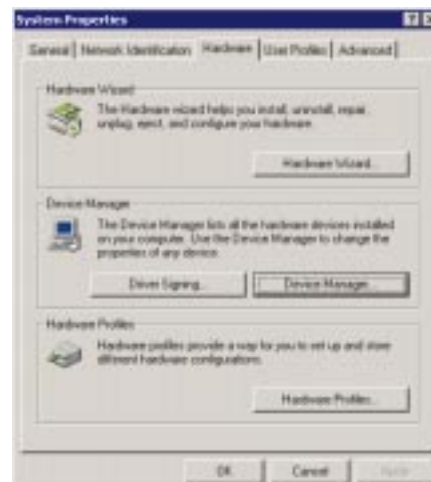 System Properties
General Network Identification Hardware User Profiles Advanced
Hardware Wizard
The Hardware wizard helps you install, uninstall, repair,
unplug, eject, and configure your hardware.
Hardware Wizard...
Device Manager
The Device Manager lists all the hardware devices installed
on your computer. Use the Device Manager to change the
properties of any device.
Driver Signing... Device Manager...
Hardware Profiles
Hardware profiles provide a way for you to set up and store
different hardware configurations.
Hardware Profiles...
OK Cancel Apply